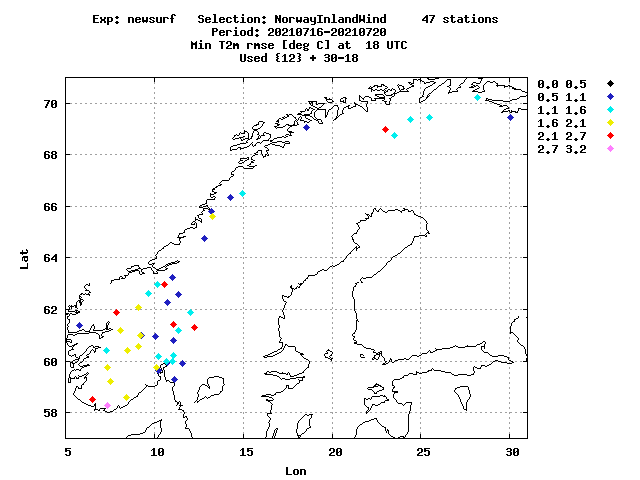 Exp: newsurf   Selection: NorwayInlandWind     47 stations
Period: 20210716-20210720
Min T2m rmse [deg C] at  18 UTC
Used {12} + 30-18
0.0 0.5
0.5 1.1
1.1 1.6
1.6 2.1
2.1 2.7
2.7 3.2
70
68
66
64
62
60
58
Lat
5 10 15 20 25 30
Lon